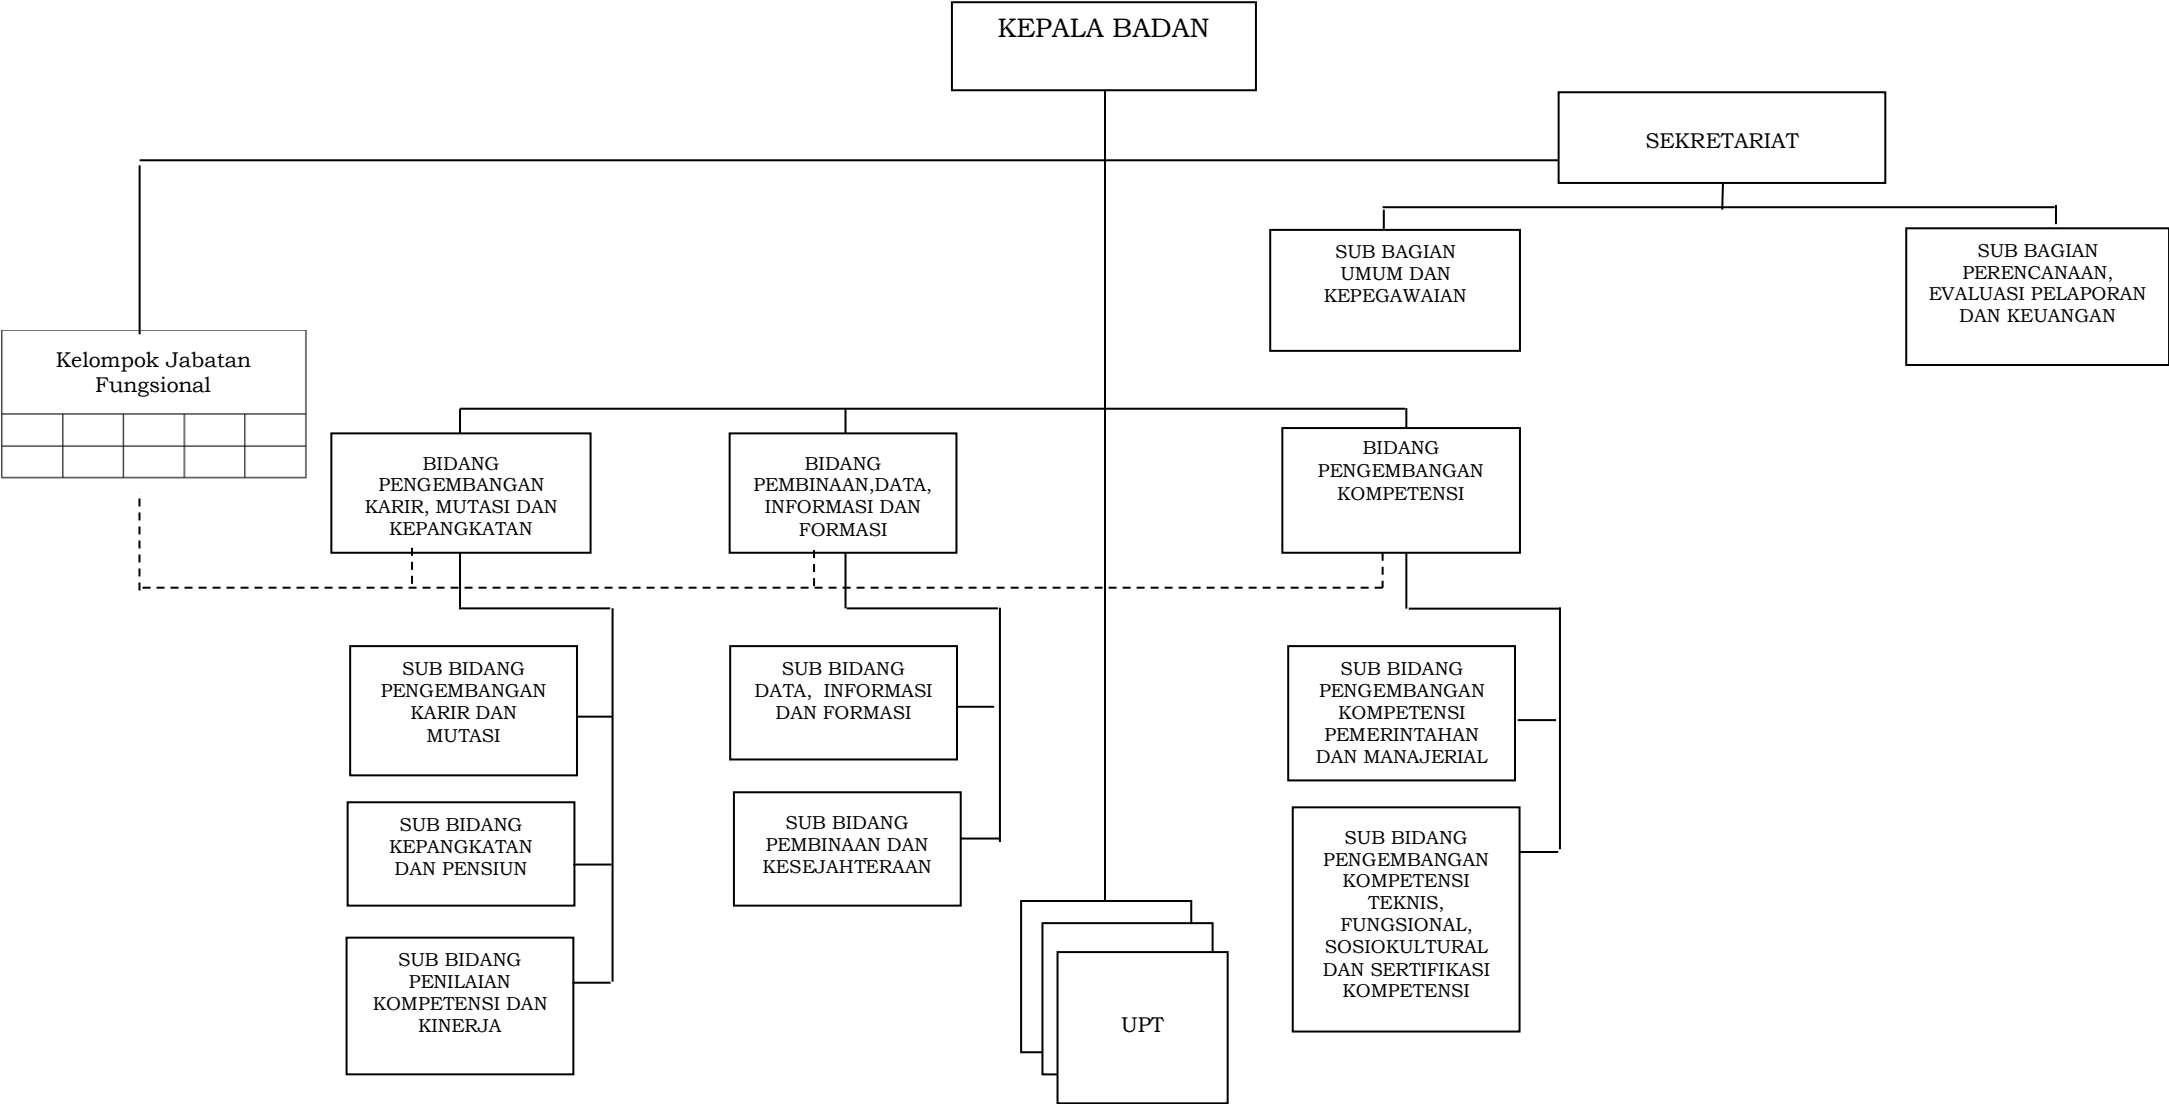 KEPALA BADAN
SEKRETARIAT
SUB BAGIAN
UMUM DAN
KEPEGAWAIAN
SUB BAGIAN
PERENCANAAN,
EVALUASI PELAPORAN
DAN KEUANGAN
Kelompok Jabatan
Fungsional
BIDANG
PENGEMBANGAN
KARIR, MUTASI DAN
KEPANGKATAN
BIDANG
PEMBINAAN,DATA,
INFORMASI DAN
FORMASI
BIDANG
PENGEMBANGAN
KOMPETENSI
SUB BIDANG
PENGEMBANGAN
KARIR DAN
MUTASI
SUB BIDANG
KEPANGKATAN
DAN PENSIUN
SUB BIDANG
PENILAIAN
KOMPETENSI DAN
KINERJA
SUB BIDANG
DATA, INFORMASI
DAN FORMASI
SUB BIDANG
PEMBINAAN DAN
KESEJAHTERAAN
UPT
SUB BIDANG
PENGEMBANGAN
KOMPETENSI
PEMERINTAHAN
DAN MANAJERIAL
SUB BIDANG
PENGEMBANGAN
KOMPETENSI
TEKNIS,
FUNGSIONAL,
SOSIOKULTURAL
DAN SERTIFIKASI
KOMPETENSI